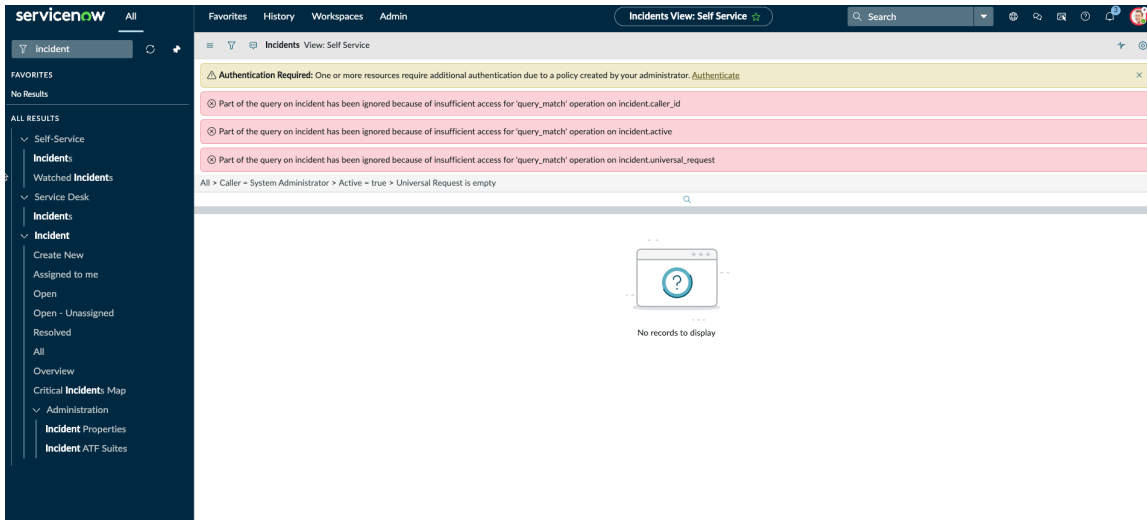 servicenow
All
Favorites History Workspaces Admin
Incidents View: Self Service
Search
3
incident
Incidents View: Self Service
FAVORITES
No Results
ALL RESULTS
Self-Service
Incidents
Watched Incidents
Service Desk
Incidents
Incident
Create New
Assigned to me
Open
Open - Unassigned
Resolved
All
Overview
Critical Incidents Map
Administration
Incident Properties
Incident ATF Suites
Authentication Required: One or more resources require additional authentication due to a policy created by your administrator. Authenticate
Part of the query on incident has been ignored because of insufficient access for 'query_match' operation on incident.caller_id
Part of the query on incident has been ignored because of insufficient access for 'query_match' operation on incident.active
Part of the query on incident has been ignored because of insufficient access for 'query_match' operation on incident.universal_request
All > Caller = System Administrator > Active = true > Universal Request is empty
?
No records to display